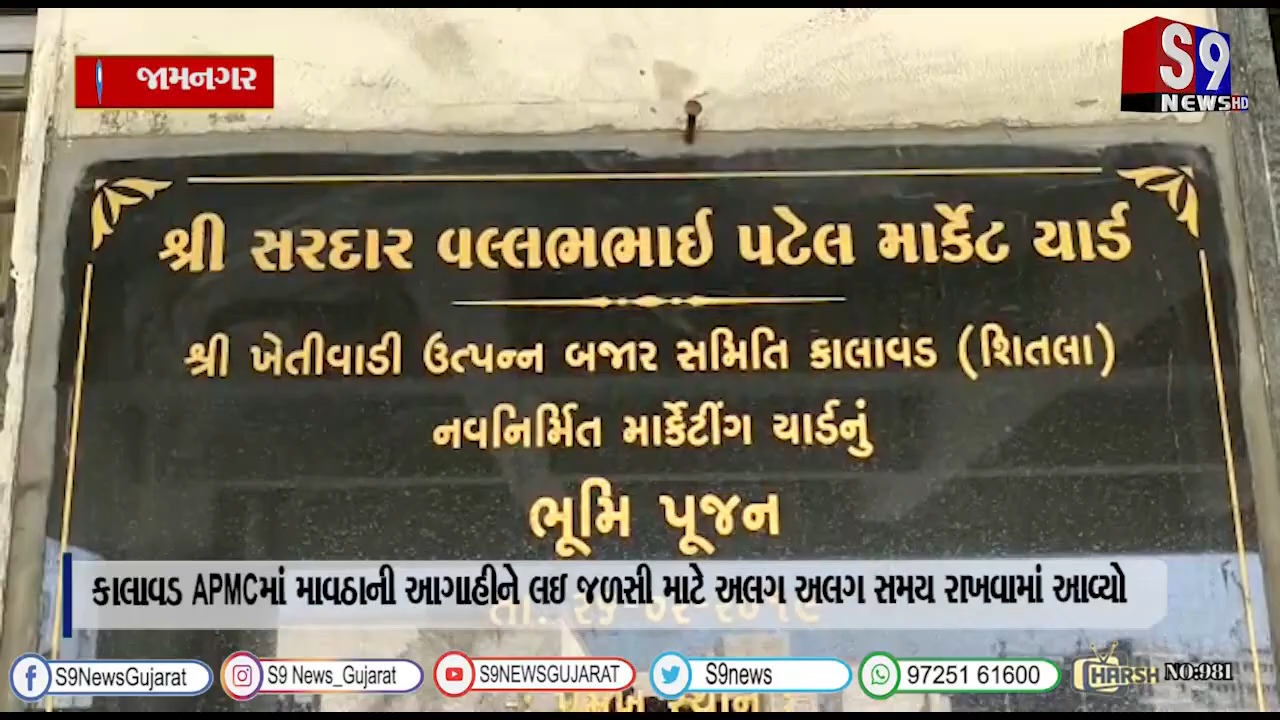 જામનગર
S9
NEWS HD
શ્રી સરદાર વલ્લભભાઈ પટેલ માર્કેટ યાર્ડ
શ્રી ખેતીવાડી ઉત્પન્ન બજાર સમિતિ કાલાવડ (શિતલા)
નવનિર્મિત માર્કેટીંગ યાર્ડનું
ભૂમિ પૂજન
કાલાવડ APMCમાં માવઠાની આગાહીને લઇ જળસી માટે અલગ અલગ સમય રાખવામાં આવ્યો
S9NewsGujarat
S9 News_Gujarat
S9NEWSGUJARAT
S9news
97251 61600
HARSH NO:981